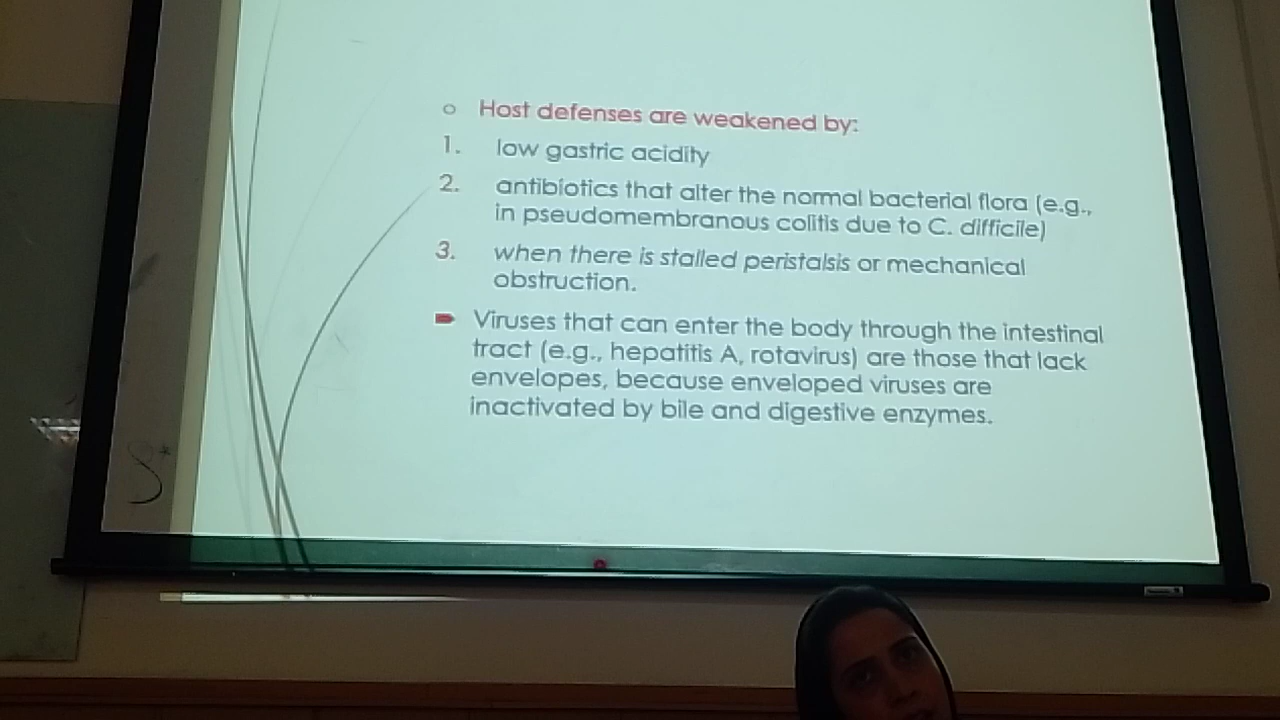 o Host defenses are weakened by:
1. low gastric acidity
2. antibiotics that alter the normal bacterial flora (e.g.,
in pseudomembranous colitis due to C. difficile)
3. when there is stalled peristalsis or mechanical
obstruction.
Viruses that can enter the body through the intestinal
tract (e.g., hepatitis A, rotavirus) are those that lack
envelopes, because enveloped viruses are
inactivated by bile and digestive enzymes.